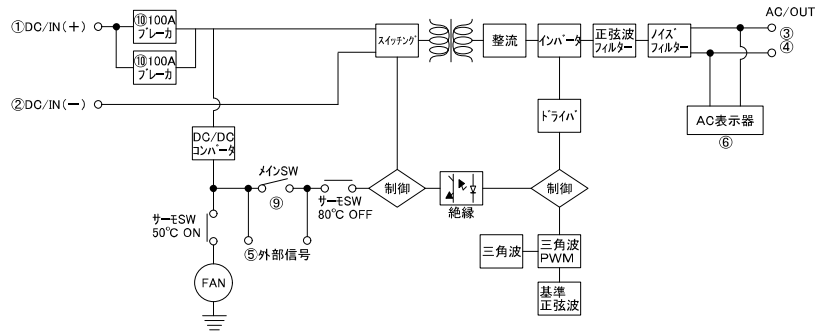 ①DC/IN(+)
⑩100A
ブレーカ
⑩100A
ブレーカ
②DC/IN(−)
スイッチング
整流
インバータ
正弦波
フィルター
ノイズ
フィルター
AC/OUT
③
④
AC表示器
⑥
ドライバ
DC/DC
コンバータ
メインSW
⑨
サーモSW
80℃ OFF
制御
絶縁
制御
サーモSW
50℃ ON
⑤外部信号
FAN
三角波
三角波
PWM
基準
正弦波